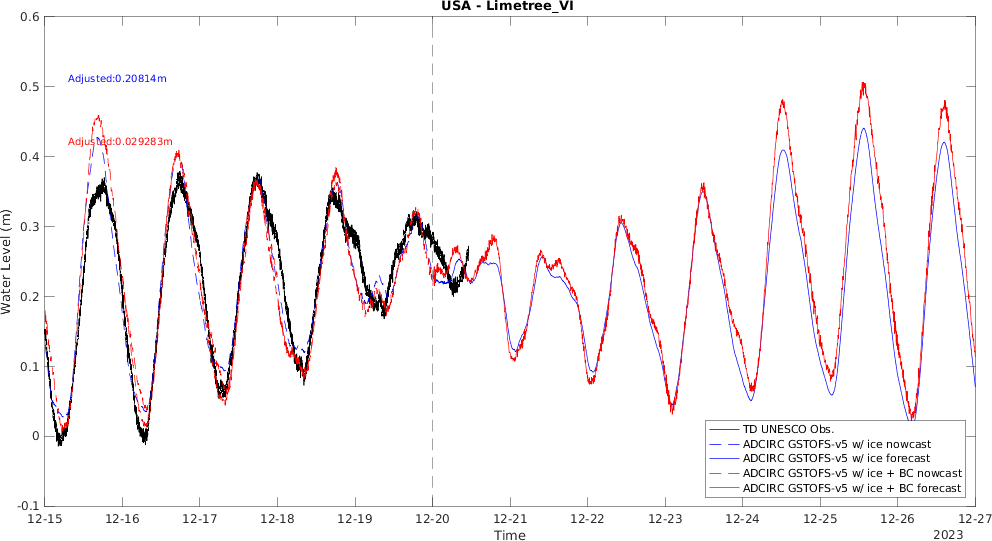 USA - Limetree_VI
0.6
0.5
0.4
0.3
0.2
0.1
0
-0.1
Water Level (m)
Adjusted:0.20814m
Adjusted:0.029283m
TD UNESCO Obs.
ADCIRC GSTOFS-v5 w/ ice nowcast
ADCIRC GSTOFS-v5 w/ ice forecast
ADCIRC GSTOFS-v5 w/ ice + BC nowcast
ADCIRC GSTOFS-v5 w/ ice + BC forecast
12-15 12-16 12-17 12-18 12-19 12-20 12-21 12-22 12-23 12-24 12-25 12-26 12-27
Time
2023